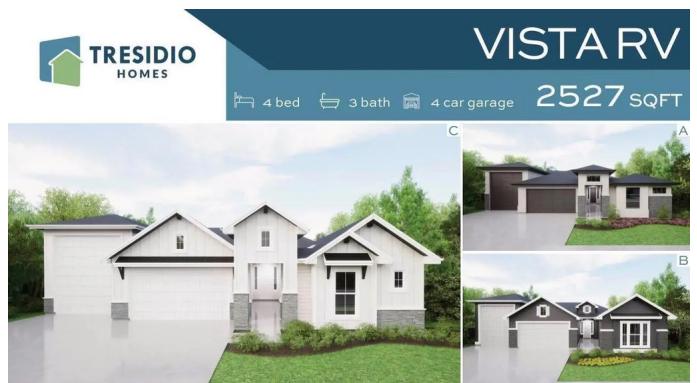 TRESIDIO
HOMES
VISTA RV
4 bed 3 bath 4 car garage 2527 SQFT
C
A
B